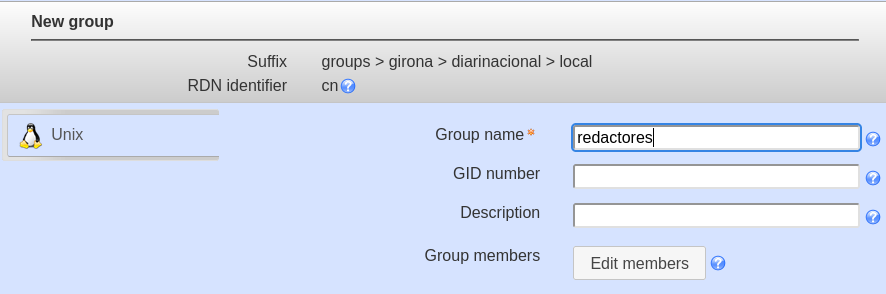 New group
Suffix groups > girona > diarinacional > local
RDN identifier cn
Unix
Group name* redactores
GID number
Description
Group members Edit members